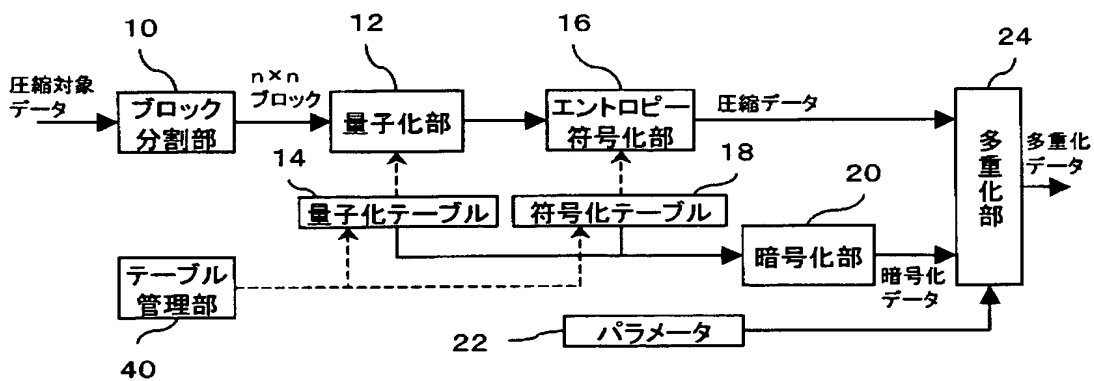 10
12
16
24
圧縮対象
データ
ブロック
分割部
n×n
ブロック
量子化部
エントロピー
符号化部
圧縮データ
多重化部
多重化
データ
14
量子化テーブル
18
符号化テーブル
20
暗号化部
暗号化
データ
テーブル
管理部
40
22
パラメータ